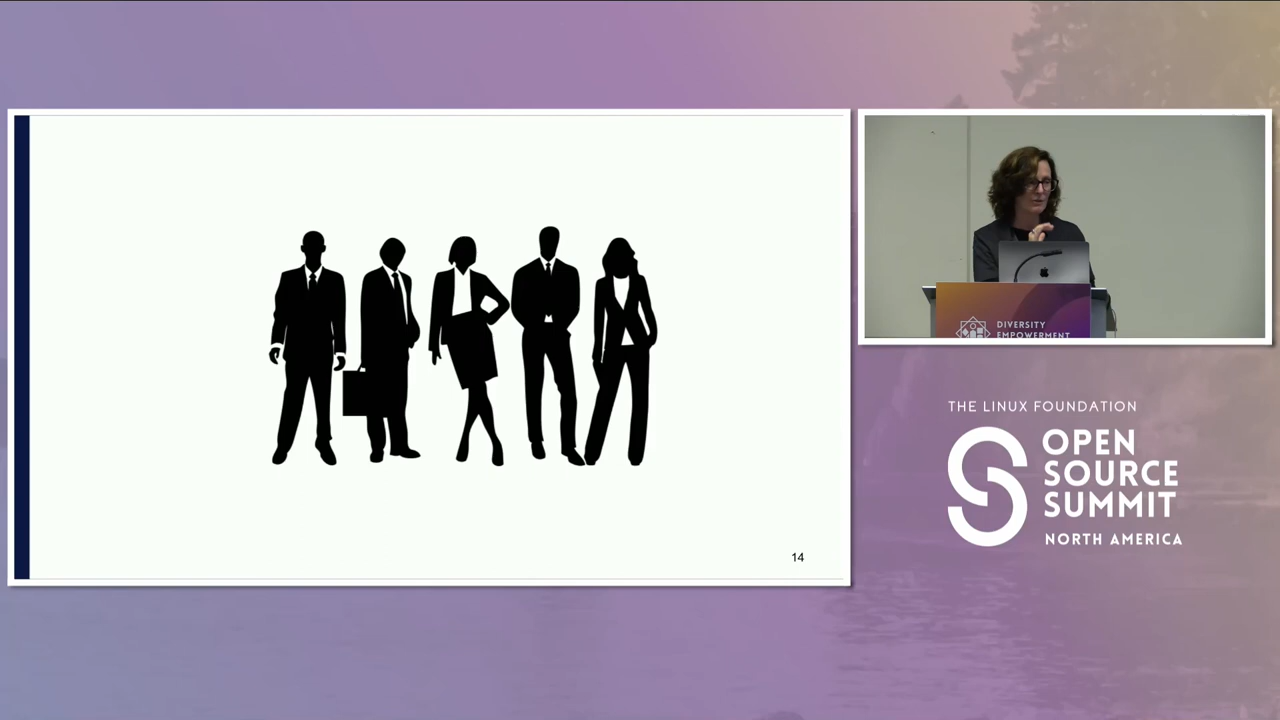 14
DIVERSITY
EMPOWERMENT
THE LINUX FOUNDATION
OPEN
SOURCE
SUMMIT
NORTH AMERICA